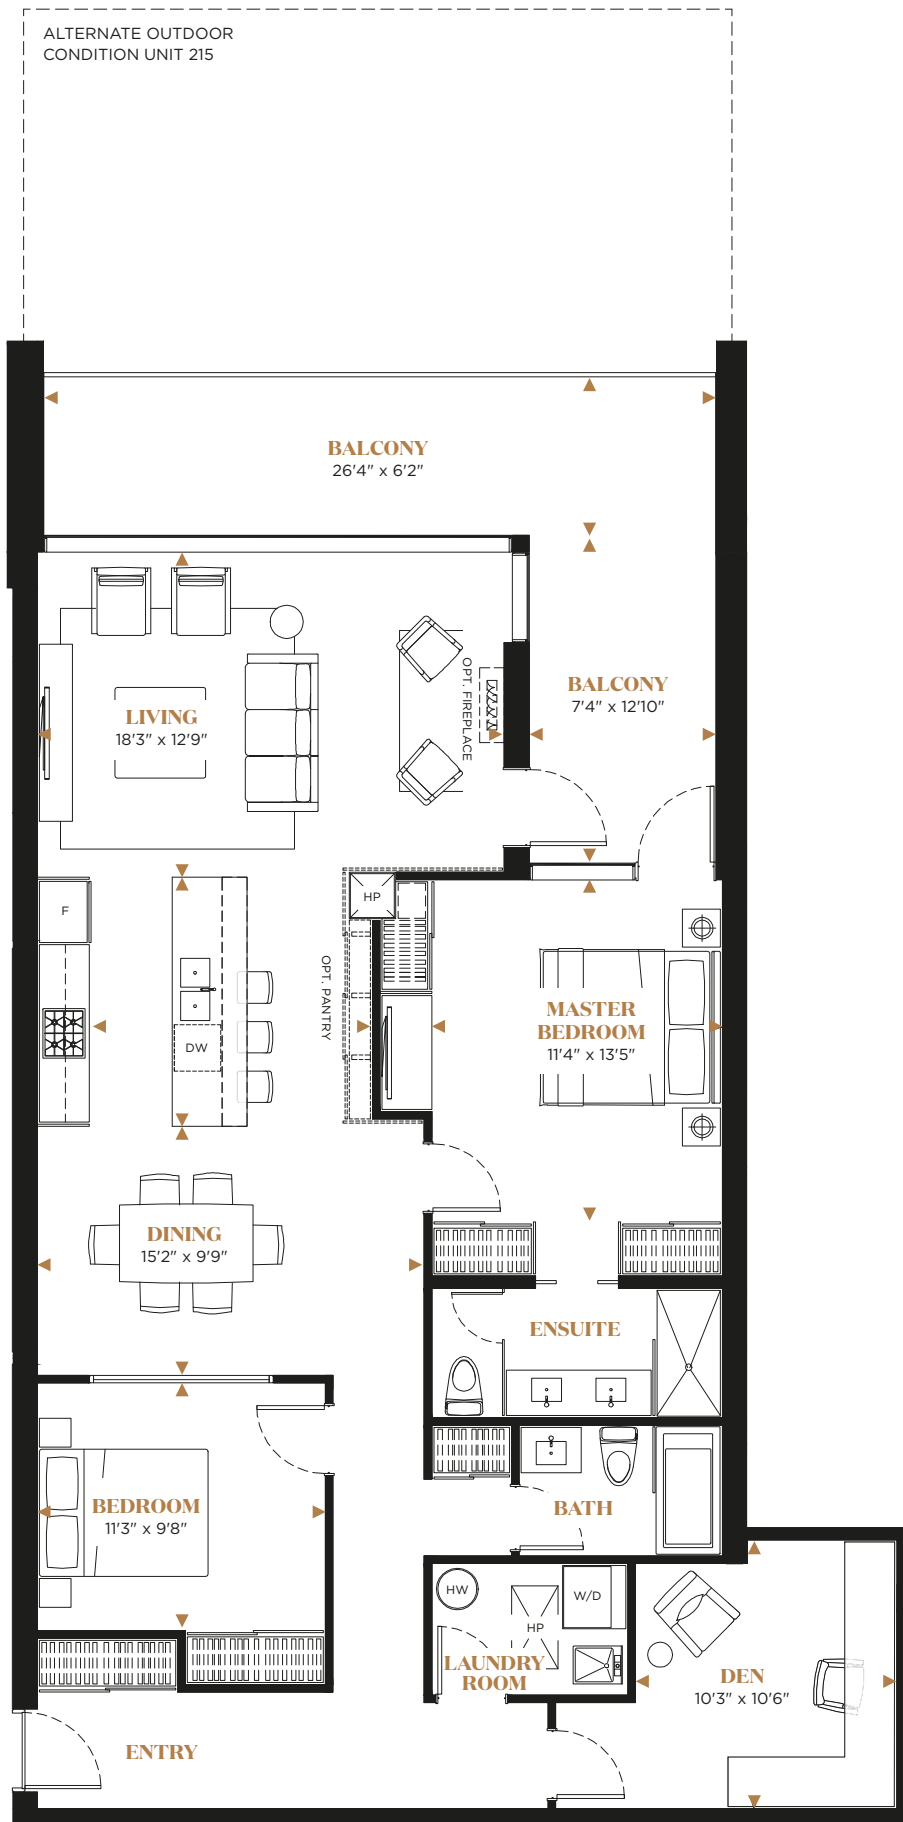 ALTERNATE OUTDOOR
CONDITION UNIT 215
BALCONY
26'4" x 6'2"
BALCONY
7'4" x 12'10"
LIVING
18'3" x 12'9"
OPT. FIREPLACE
F
HP
OPT. PANTRY
DW
MASTER
BEDROOM
11'4" x 13'5"
DINING
15'2" x 9'9"
ENSUITE
BEDROOM
11'3" x 9'8"
BATH
HW
W/D
HP
LAUNDRY
ROOM
DEN
10'3" x 10'6"
ENTRY